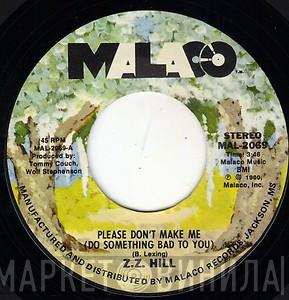 MALACO
T.M.
45 RPM
MAL-2069-A
Produced by:
Tommy Couch,
Wolf Stephenson
STEREO
MAL-2069
Time: 3:46
Malaco Music
BMI
℗ © 1980,
Malaco, Inc.
PLEASE DON'T MAKE ME
(DO SOMETHING BAD TO YOU)
(B. Lexing)
Z.Z. HILL
MANUFACTURED AND DISTRIBUTED BY MALACO RECORDS, JACKSON, MS
МАРКЕТ ВИНИЛА